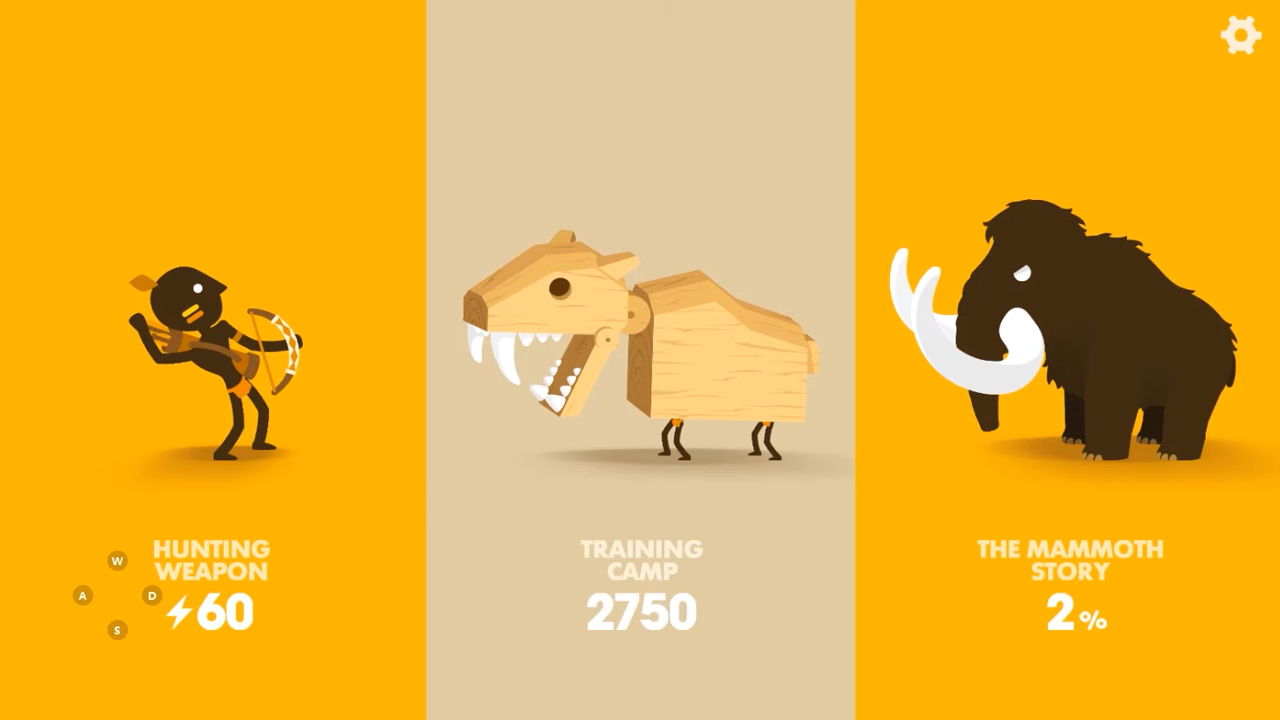 HUNTING
WEAPON
60
W
A
D
S
TRAINING
CAMP
2750
THE MAMMOTH
STORY
2%